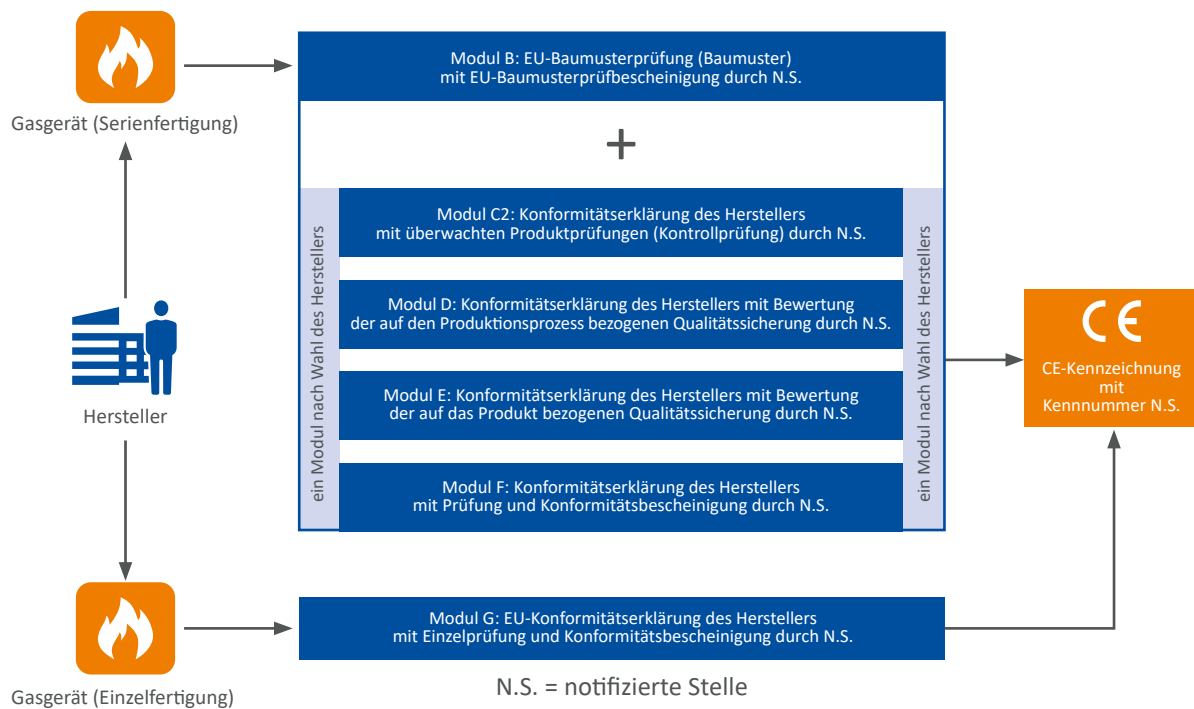 Gasgerät (Serienfertigung)
Modul B: EU-Baumusterprüfung (Baumuster)
mit EU-Baumusterprüfbescheinigung durch N.S.
+
ein Modul nach Wahl des Herstellers
Modul C2: Konformitätserklärung des Herstellers
mit überwachten Produktprüfungen (Kontrollprüfung) durch N.S.
Modul D: Konformitätserklärung des Herstellers mit Bewertung
der auf den Produktionsprozess bezogenen Qualitätssicherung durch N.S.
Modul E: Konformitätserklärung des Herstellers mit Bewertung
der auf das Produkt bezogenen Qualitätssicherung durch N.S.
Modul F: Konformitätserklärung des Herstellers
mit Prüfung und Konformitätsbescheinigung durch N.S.
ein Modul nach Wahl des Herstellers
Hersteller
CE
CE-Kennzeichnung
mit
Kennnummer N.S.
Gasgerät (Einzelfertigung)
Modul G: EU-Konformitätserklärung des Herstellers
mit Einzelprüfung und Konformitätsbescheinigung durch N.S.
N.S. = notifizierte Stelle